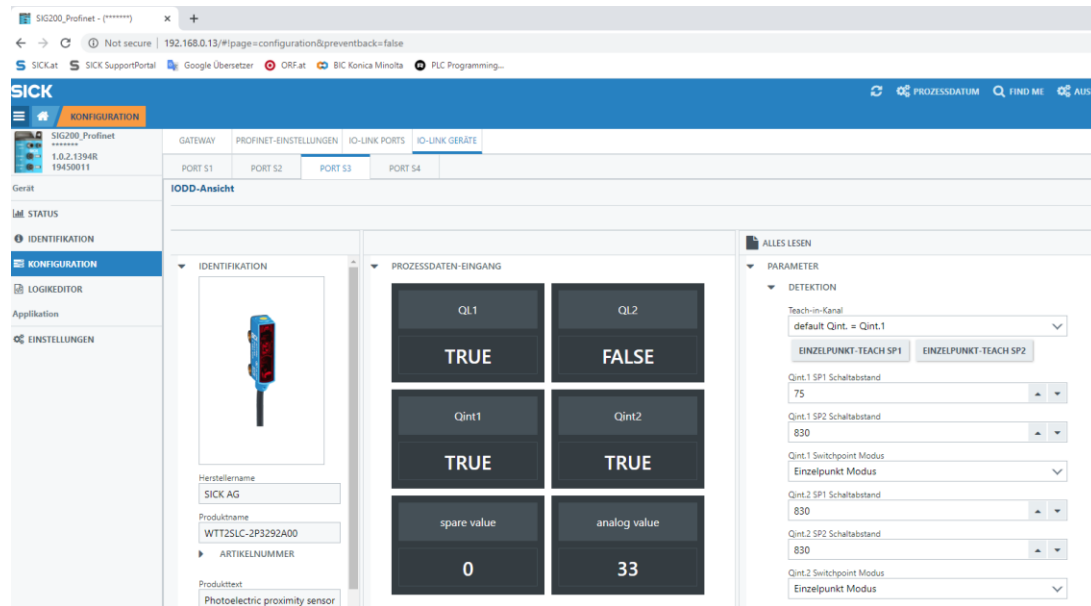 SIG200_Profinet - (*******)
Not secure 192.168.0.13/#!page=configuration&preventback=false
SICK.at SICK SupportPortal Google Übersetzer ORF.at BIC Konica Minolta PLC Programming...
SICK
PROZESSDATUM FIND ME AUS
KONFIGURATION
SIG200_Profinet
*******
1.0.2.1394R
19450011
GATEWAY PROFINET-EINSTELLUNGEN IO-LINK PORTS IO-LINK GERÄTE
PORT S1 PORT S2 PORT S3 PORT S4
Gerät
IODD-Ansicht
STATUS
IDENTIFIKATION
KONFIGURATION
LOGIKEDITOR
Applikation
EINSTELLUNGEN
IDENTIFIKATION
Herstellername
SICK AG
Produktname
WTT2SLC-2P3292A00
ARTIKELNUMMER
Produkttext
Photoelectric proximity sensor
PROZESSDATEN-EINGANG
QL1 QL2
TRUE FALSE
Qint1 Qint2
TRUE TRUE
spare value analog value
0 33
ALLES LESEN
PARAMETER
DETEKTION
Teach-in-Kanal
default Qint. = Qint.1
EINZELPUNKT-TEACH SP1 EINZELPUNKT-TEACH SP2
Qint.1 SP1 Schaltabstand
75
Qint.1 SP2 Schaltabstand
830
Qint.1 Switchpoint Modus
Einzelpunkt Modus
Qint.2 SP1 Schaltabstand
830
Qint.2 SP2 Schaltabstand
830
Qint.2 Switchpoint Modus
Einzelpunkt Modus